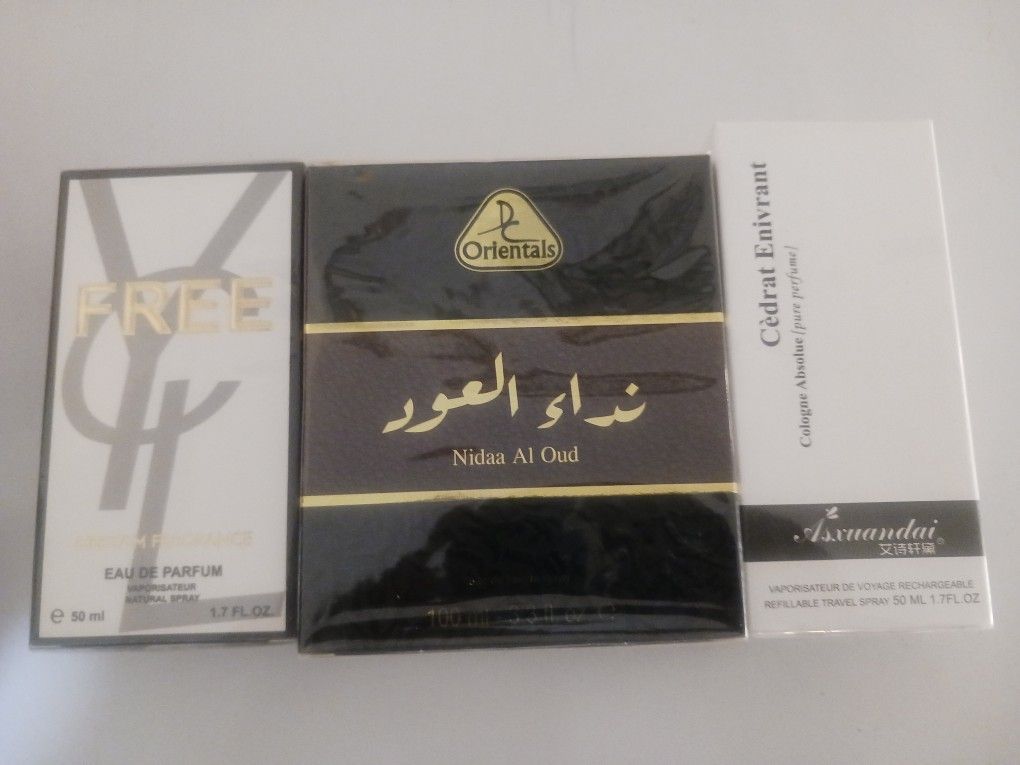 FREE
EAU DE PARFUM
VAPORISATEUR
NATURAL SPRAY
e 50 ml
1.7 FL.OZ.
DC
Orientals
نداء العود
Nidaa Al Oud
100 ml
Cèdrat Enivrant
Cologne Absolue [pure perfume]
Asxuandai
艾诗轩黛®
VAPORISATEUR DE VOYAGE RECHARGEABLE
REFILLABLE TRAVEL SPRAY 50 ML 1.7FL.OZ